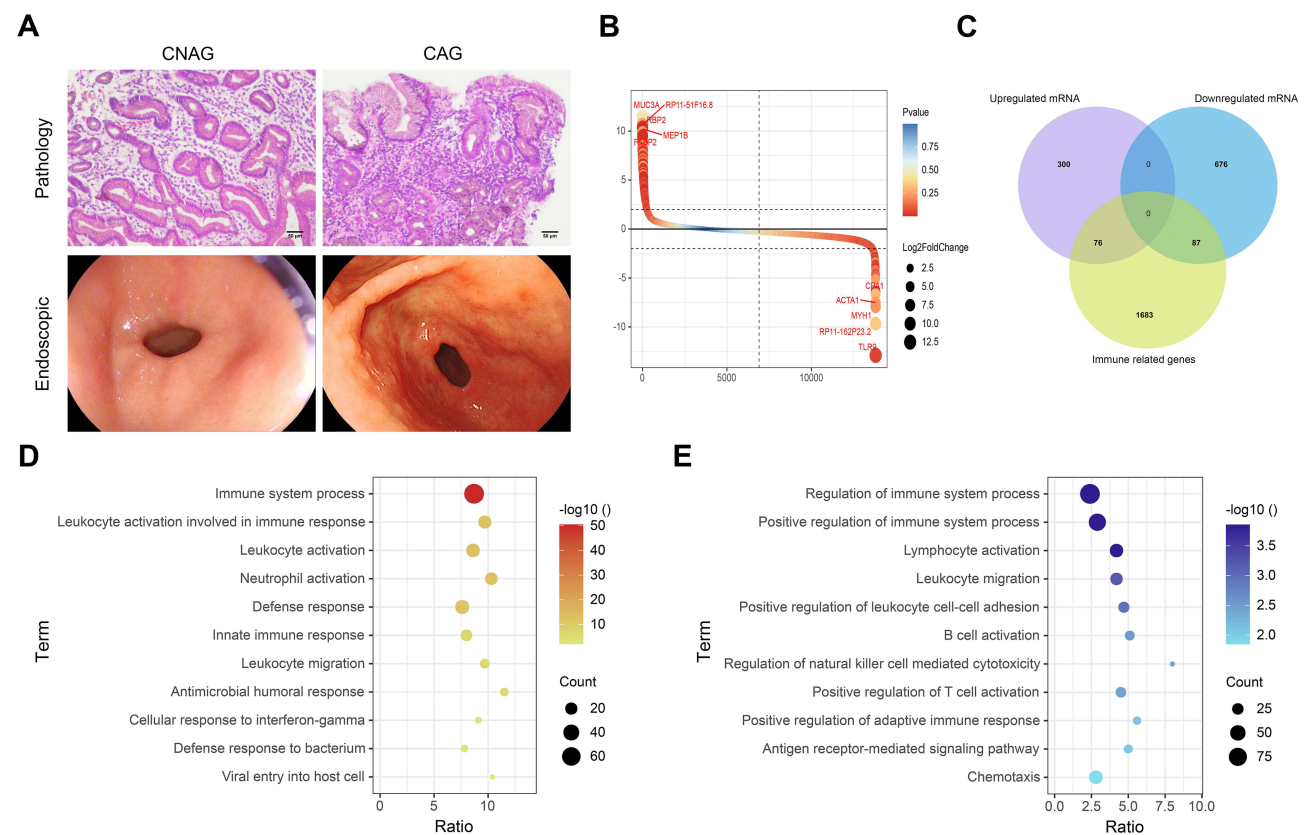 A
CNAG
CAG
Pathology
50 μm
50 μm
Endoscopic
B
MUC3A
RP11-51F16.8
RBP2
MEP1B
10
5
0
-5
-10
CPA1
ACTA1
MYH1
RP11-162P23.2
TLR9
0
5000
10000
Pvalue
0.75
0.50
0.25
Log2FoldChange
2.5
5.0
7.5
10.0
12.5
C
Upregulated mRNA
Downregulated mRNA
300
0
676
0
76
87
1683
Immune related genes
D
Term
Immune system process
Leukocyte activation involved in immune response
Leukocyte activation
Neutrophil activation
Defense response
Innate immune response
Leukocyte migration
Antimicrobial humoral response
Cellular response to interferon-gamma
Defense response to bacterium
Viral entry into host cell
0
5
10
Ratio
-log10 ()
50
40
30
20
10
Count
20
40
60
E
Term
Regulation of immune system process
Positive regulation of immune system process
Lymphocyte activation
Leukocyte migration
Positive regulation of leukocyte cell-cell adhesion
B cell activation
Regulation of natural killer cell mediated cytotoxicity
Positive regulation of T cell activation
Positive regulation of adaptive immune response
Antigen receptor-mediated signaling pathway
Chemotaxis
0.0
2.5
5.0
7.5
10.0
Ratio
-log10 ()
3.5
3.0
2.5
2.0
Count
25
50
75